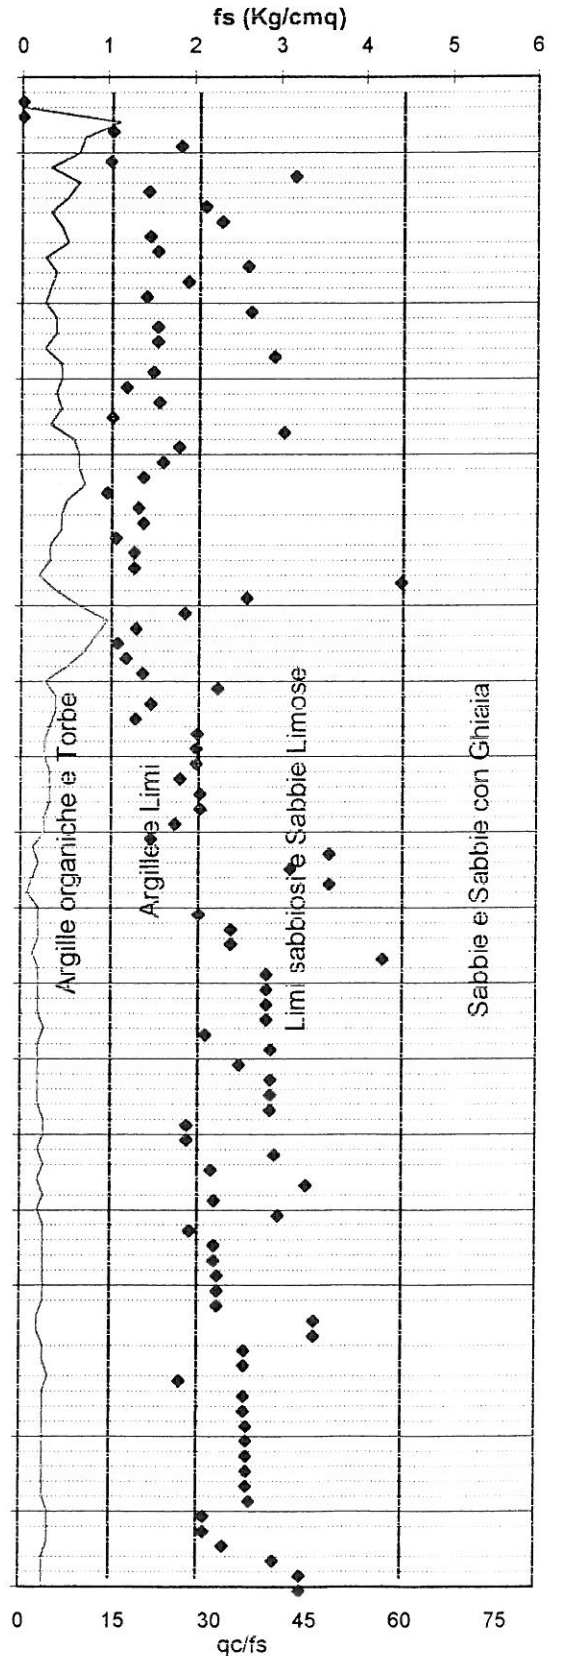 fs (Kg/cmq)
0 1 2 3 4 5 6
Argille organiche e Torbe
Argille e Limi
Limi sabbiosi e Sabbie Limose
Sabbie e Sabbie con Ghiaia
0 15 30 45 60 75
qc/fs